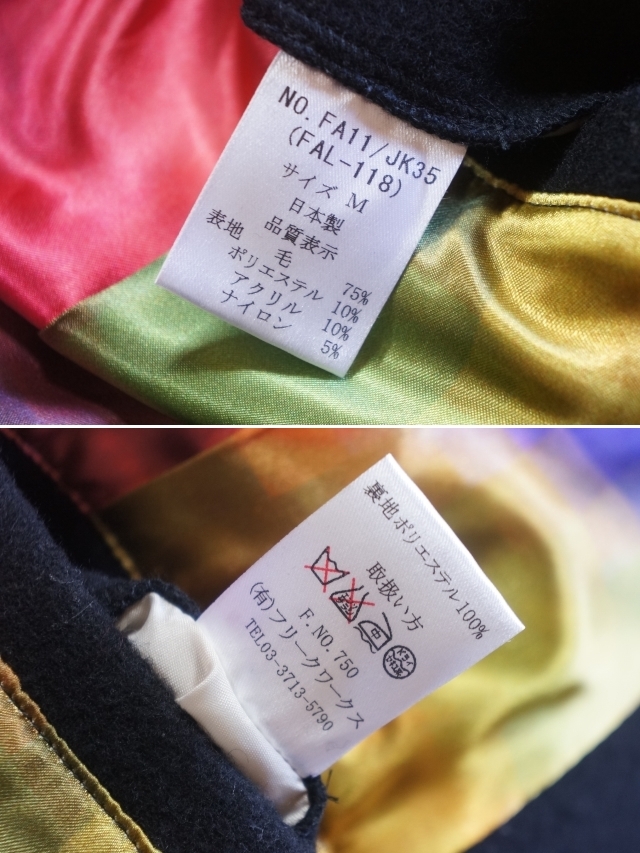 NO. FA11/JK35
(FAL-118)
サイズ M
日本製
品質表示
表地 毛 75%
ポリエステル 10%
アクリル 10%
ナイロン 5%
裏地ポリエステル100%
取扱い方
F. NO. 750
(有)フリークワークス
TEL03-3713-5790